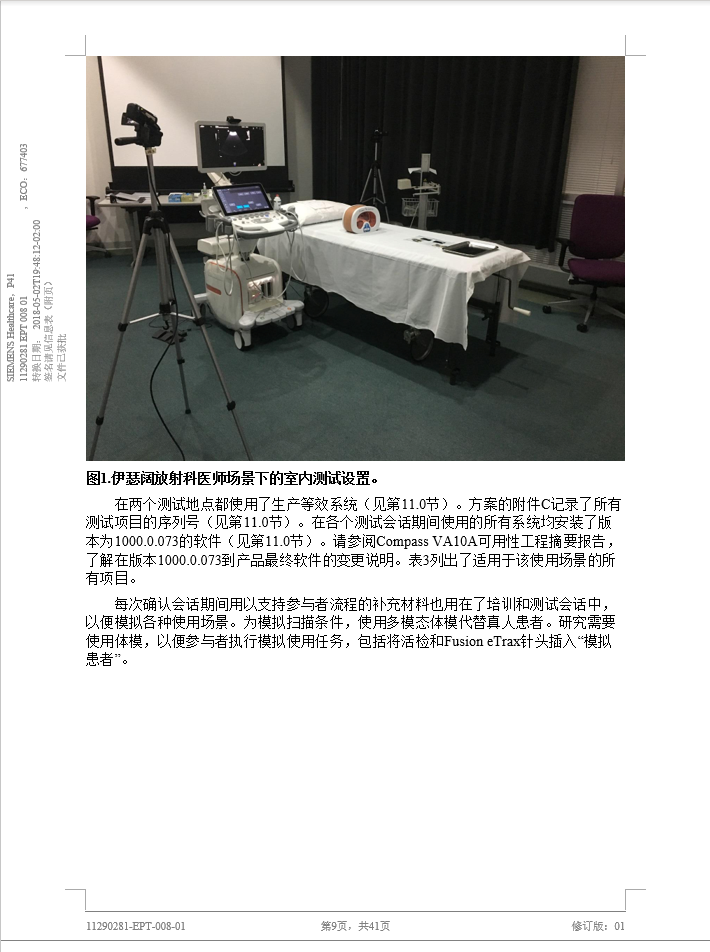 SIEMENS Healthcare，P41
11290281 EPT 008 01 ，ECO：677403
转换日期： 2018-05-02T19:48:12-02:00
签名请见信息表（附页）
文件已获批
图1.伊瑟阔放射科医师场景下的室内测试设置。
在两个测试地点都使用了生产等效系统（见第11.0节）。方案的附件C记录了所有
测试项目的序列号（见第11.0节）。在各个测试会话期间使用的所有系统均安装了版
本为1000.0.073的软件（见第11.0节）。请参阅Compass VA10A可用性工程摘要报告，
了解在版本1000.0.073到产品最终软件的变更说明。表3列出了适用于该使用场景的所
有项目。
每次确认会话期间用以支持参与者流程的补充材料也用在了培训和测试会话中，
以便模拟各种使用场景。为模拟扫描条件，使用多模态体模代替真人患者。研究需要
使用体模，以便参与者执行模拟使用任务，包括将活检和Fusion eTrax针头插入“模拟
患者”。
11290281-EPT-008-01 第9页，共41页 修订版：01